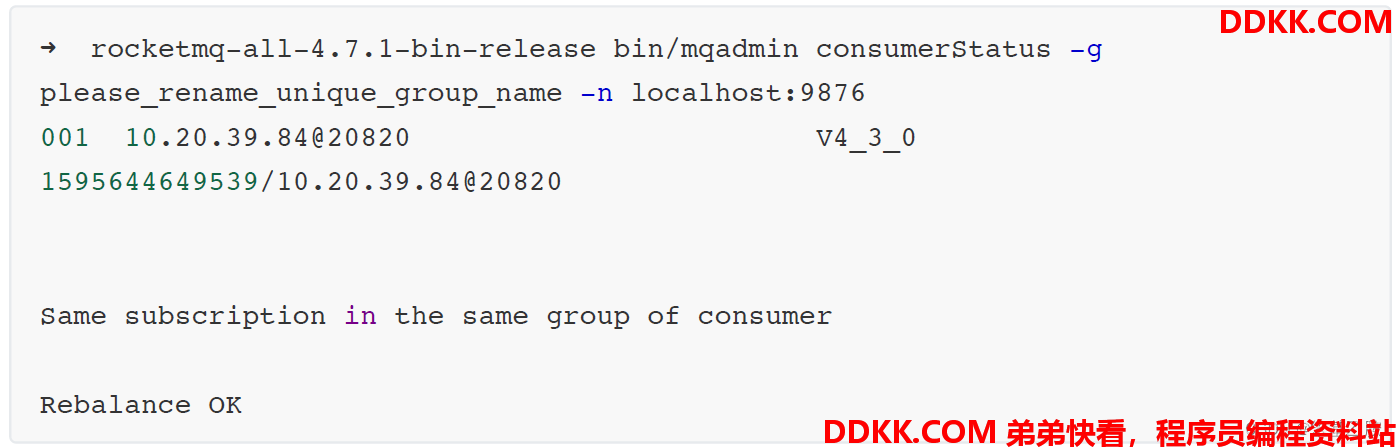 DDKK.COM
➜  rocketmq-all-4.7.1-bin-release bin/mqadmin consumerStatus -g
please_rename_unique_group_name -n localhost:9876
001  10.20.39.84@20820                        V4_3_0
1595644649539/10.20.39.84@20820
Same subscription in the same group of consumer
Rebalance OK
DDKK.COM 弟弟快看，程序员编程资料站